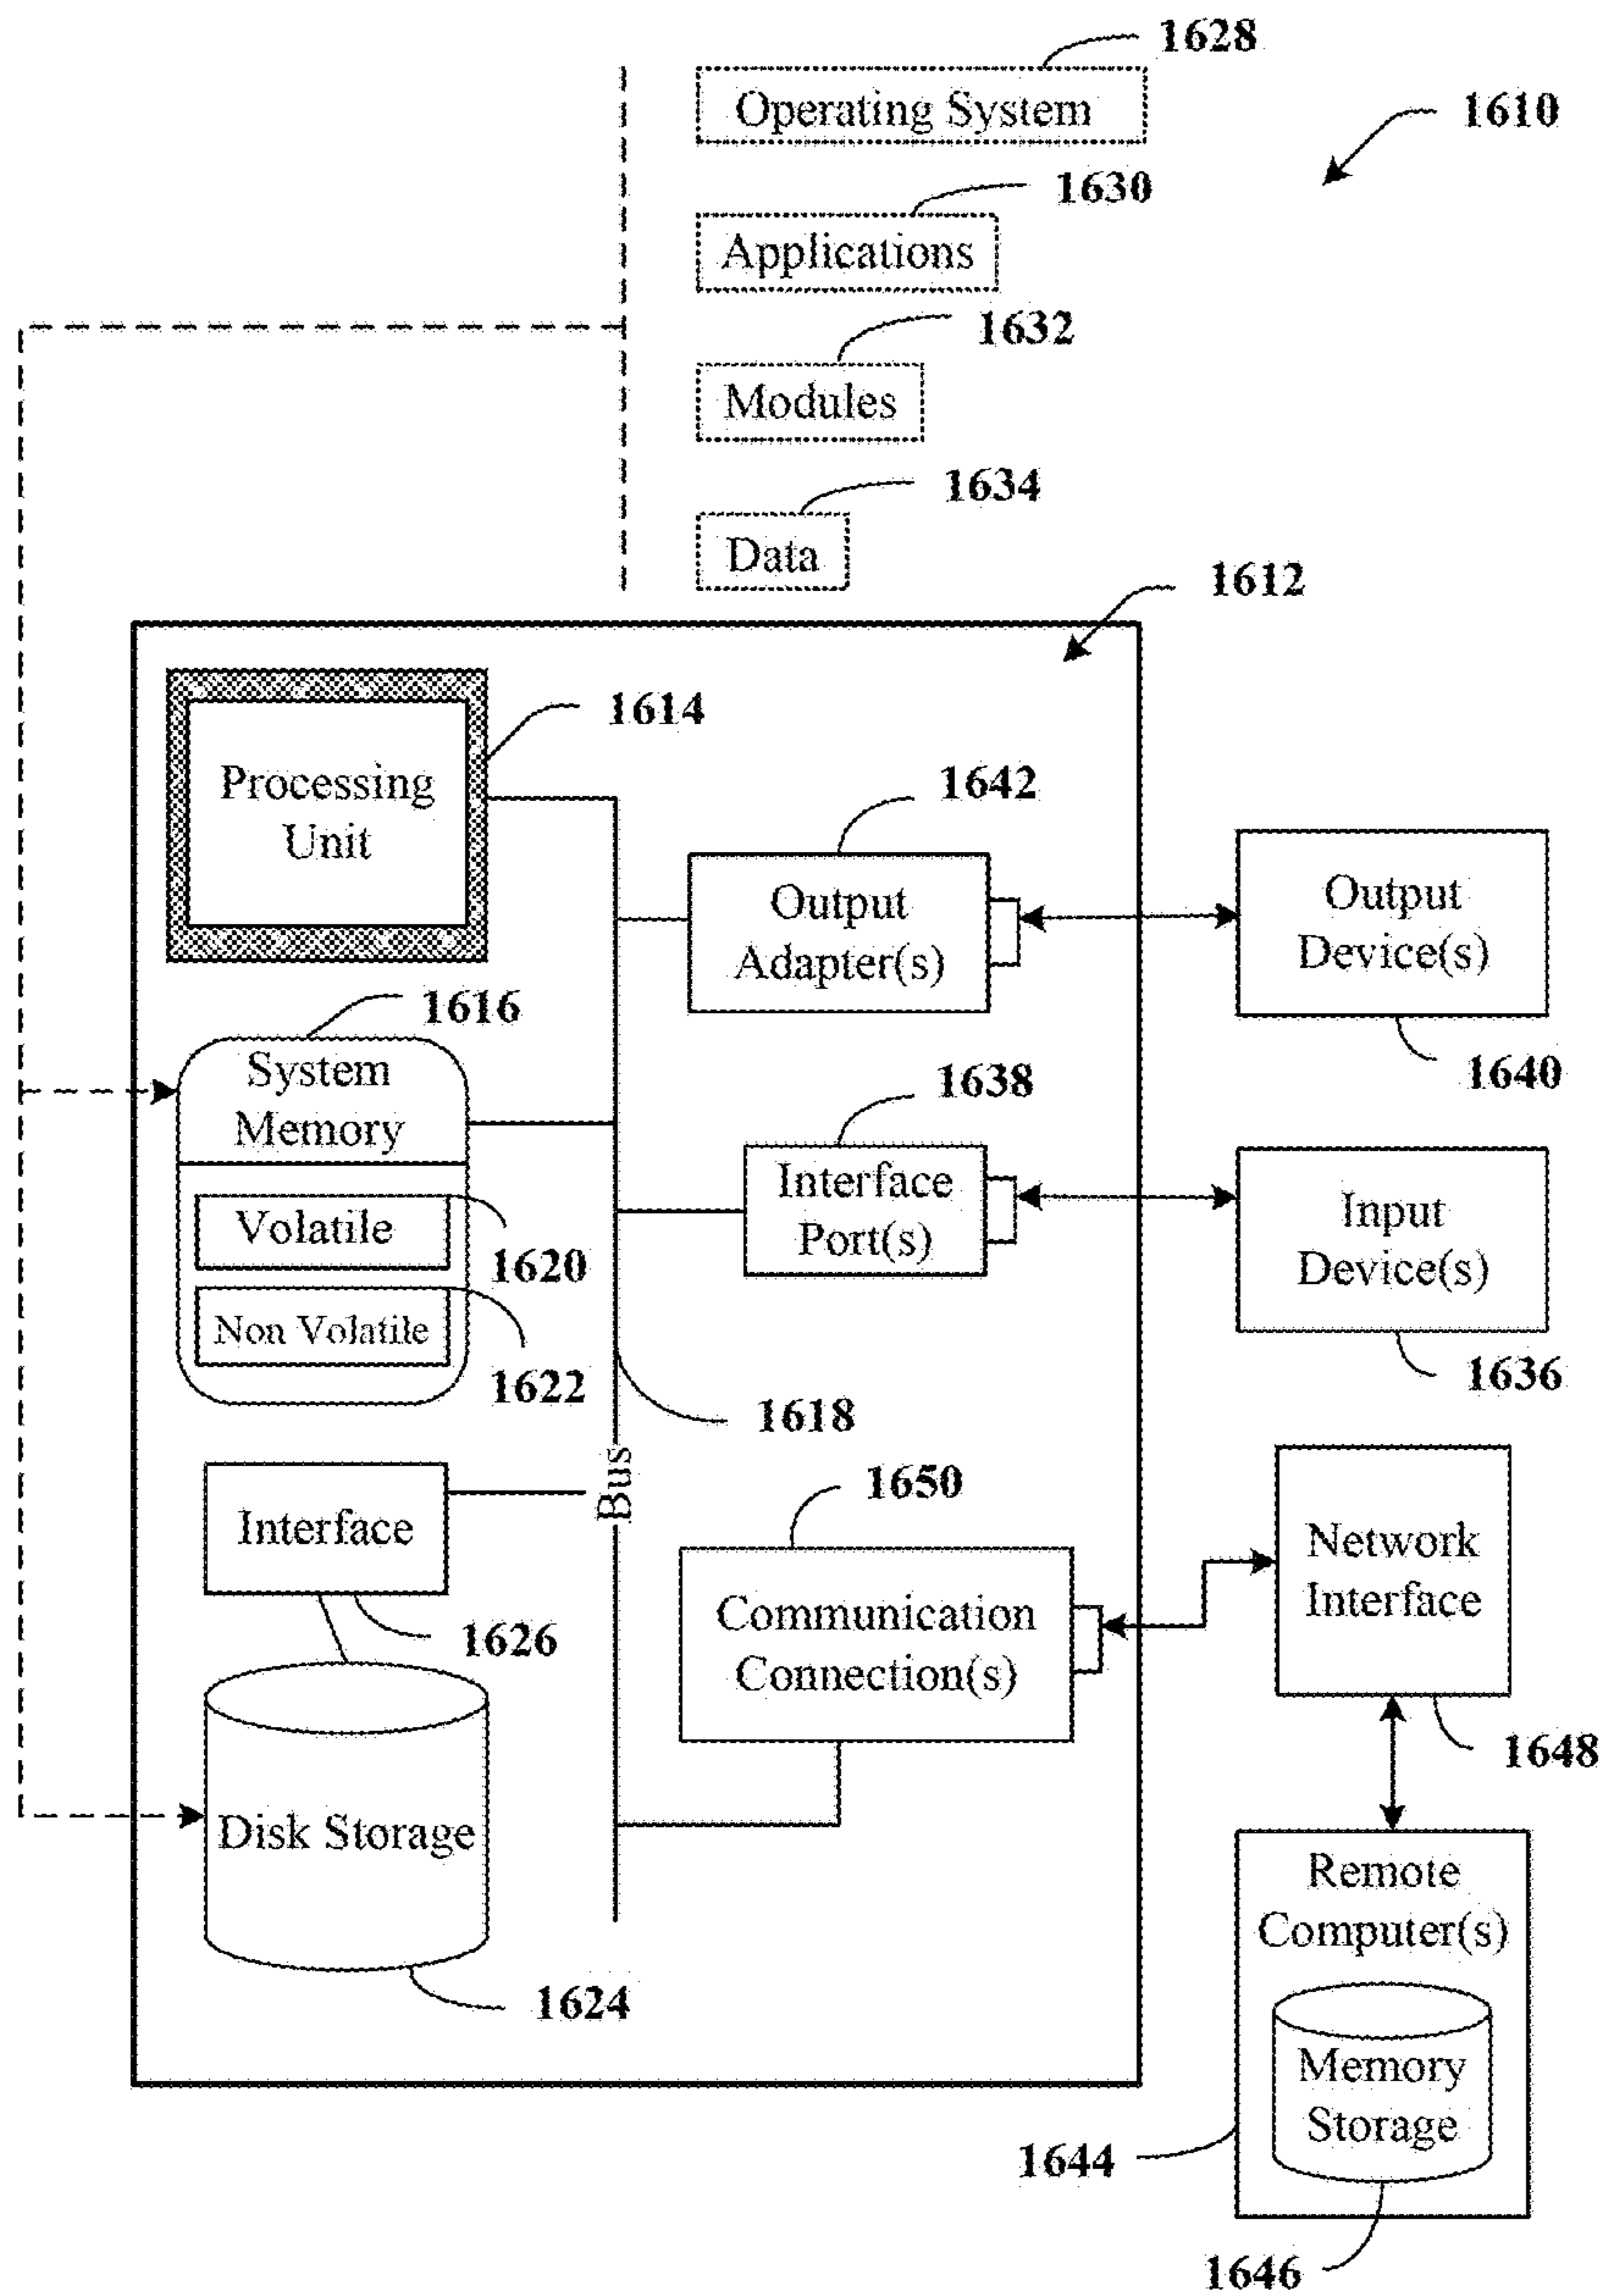 1628
Operating System
1610
1630
Applications
1632
Modules
1634
Data
1612
1614
Processing
Unit
1642
Output
Adapter(s)
Output
Device(s)
1640
1616
System
Memory
1638
Interface
Port(s)
Input
Device(s)
1636
Volatile
1620
Non Volatile
1622
1618
Bus
1650
Interface
1626
Communication
Connection(s)
Network
Interface
1648
Disk Storage
1624
Remote
Computer(s)
Memory
Storage
1644
1646